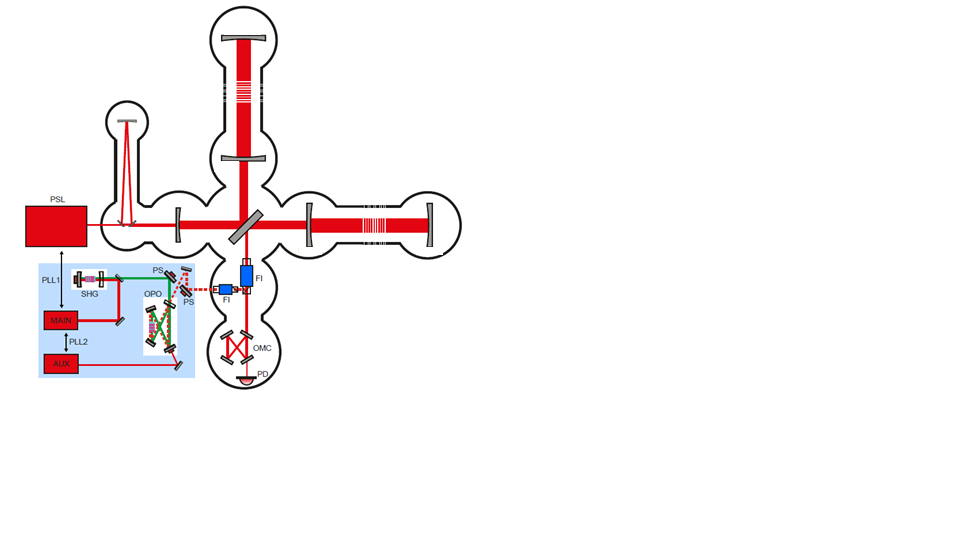 PSL
PLL1
SHG
PS
OPO
PS
FI
FI
MAIN
PLL2
AUX
OMC
PD